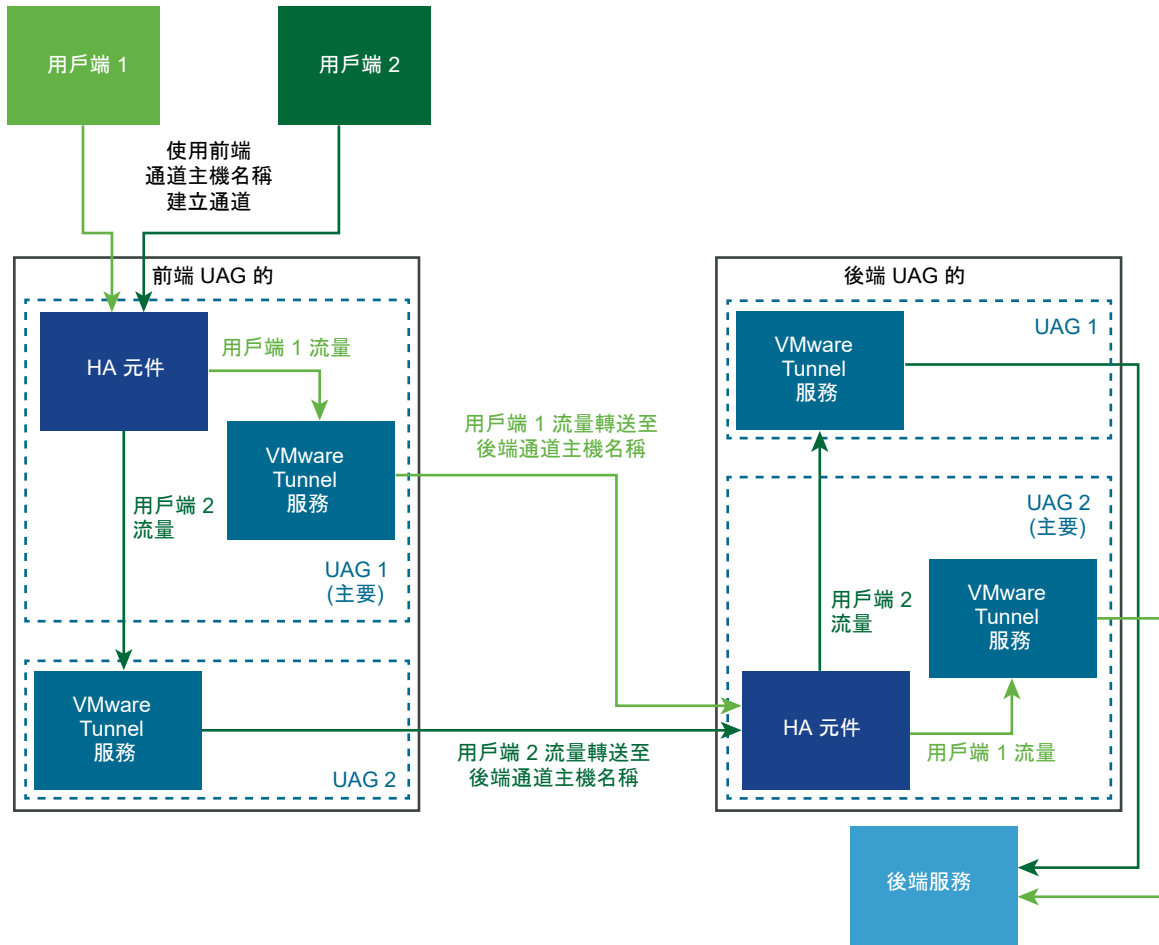 用戶端 1
用戶端 2
使用前端
通道主機名稱
建立通道
前端 UAG 的
HA 元件
用戶端 1 流量
VMware
Tunnel
服務
用戶端 2
流量
UAG 1
(主要)
VMware
Tunnel
服務
UAG 2
用戶端 1 流量轉送至
後端通道主機名稱
用戶端 2 流量轉送至
後端通道主機名稱
後端 UAG 的
UAG 1
VMware
Tunnel
服務
UAG 2
(主要)
用戶端 2
流量
VMware
Tunnel
服務
HA 元件
用戶端 1 流量
後端服務